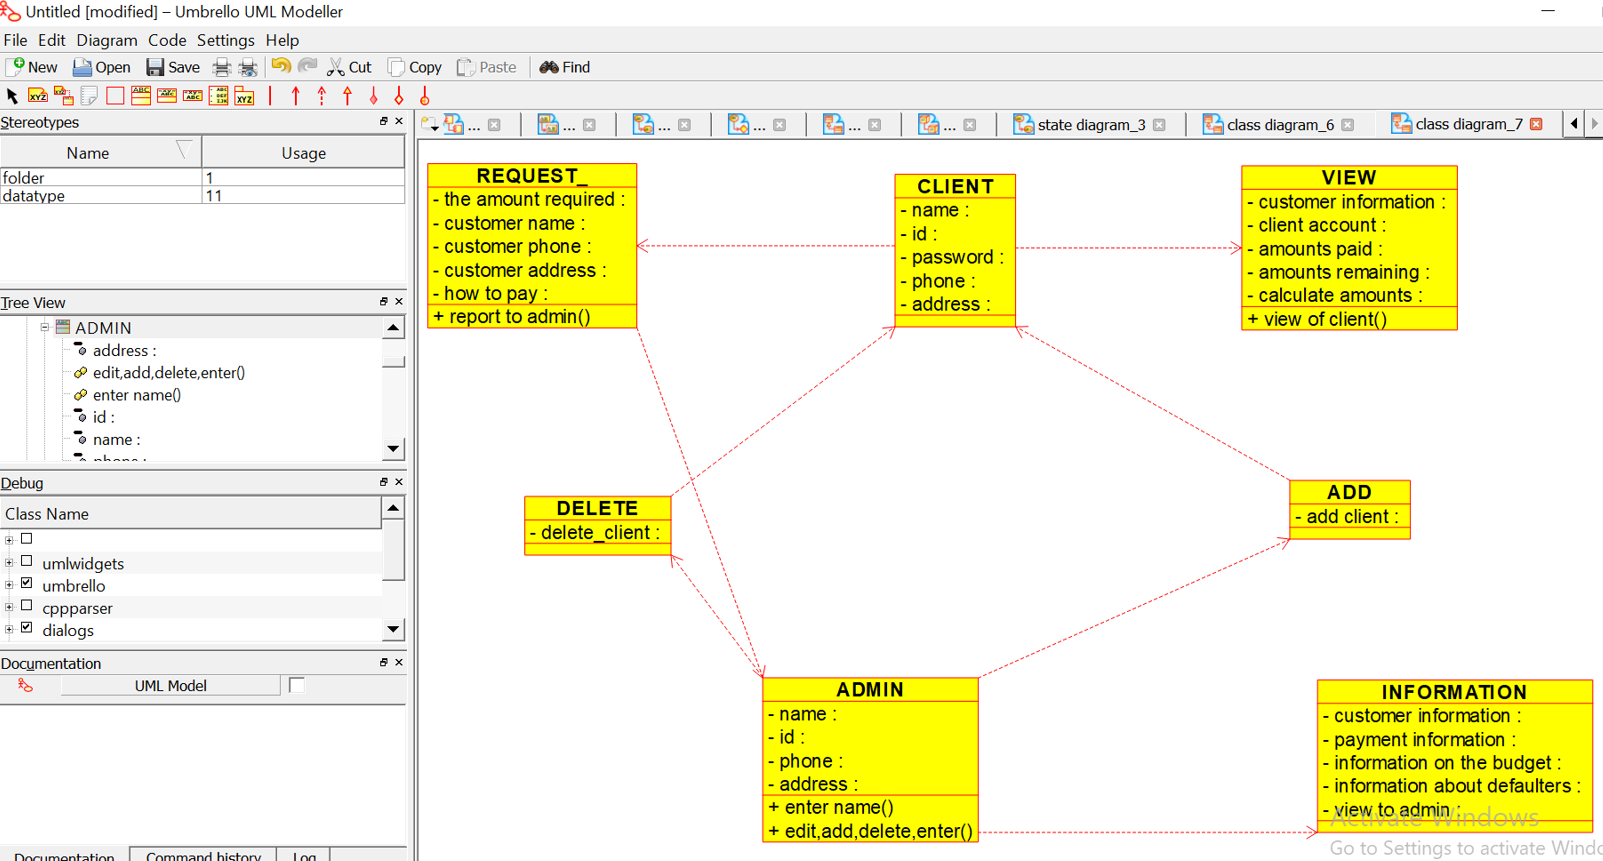 Untitled [modified] – Umbrello UML Modeller
File Edit Diagram Code Settings Help
New Open Save Cut Copy Paste Find
Stereotypes
Name Usage
folder 1
datatype 11
Tree View
ADMIN
address :
edit,add,delete,enter()
enter name()
id :
name :
phone :
Debug
Class Name
umlwidgets
umbrello
cppparser
dialogs
Documentation
UML Model
Documentation Command history Log
... ... ... ... ... ... state diagram_3 class diagram_6 class diagram_7
REQUEST_
- the amount required :
- customer name :
- customer phone :
- customer address :
- how to pay :
+ report to admin()
CLIENT
- name :
- id :
- password :
- phone :
- address :
VIEW
- customer information :
- client account :
- amounts paid :
- amounts remaining :
- calculate amounts :
+ view of client()
DELETE
- delete_client :
ADD
- add client :
ADMIN
- name :
- id :
- phone :
- address :
+ enter name()
+ edit,add,delete,enter()
INFORMATION
- customer information :
- payment information :
- information on the budget :
- information about defaulters :
- view to admin :
Activate Windows
Go to Settings to activate Windo